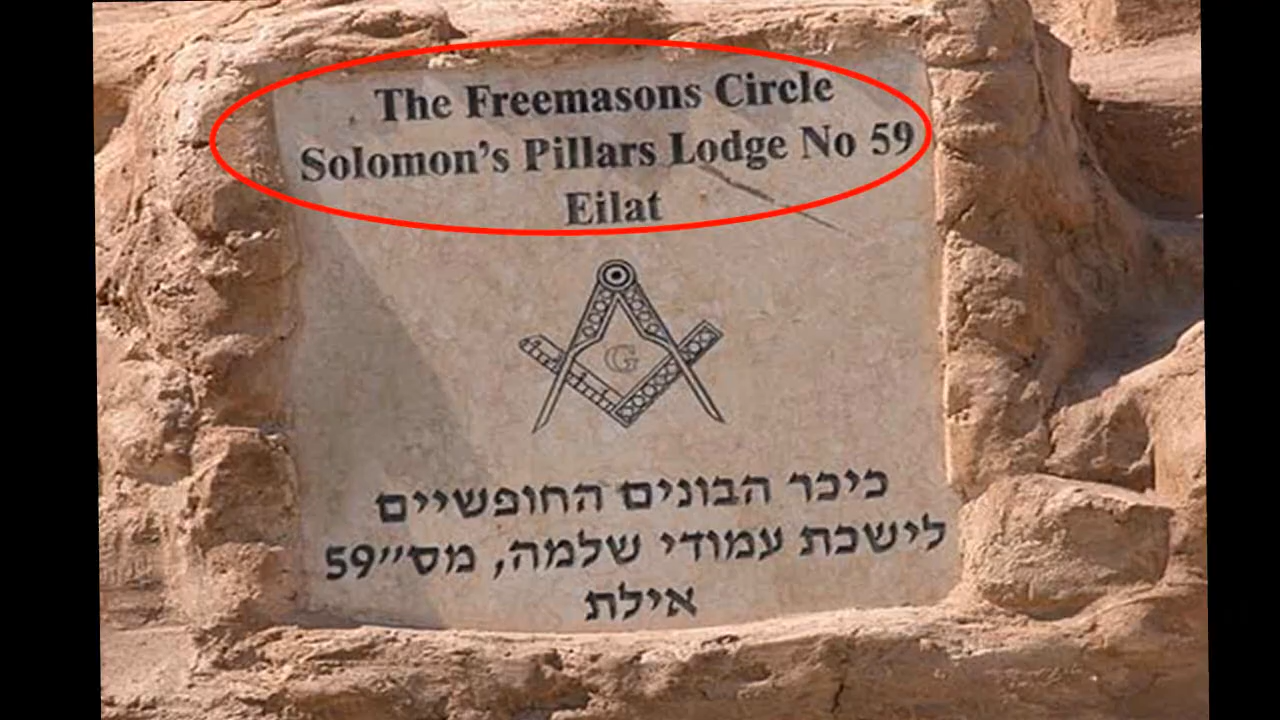 The Freemasons Circle
Solomon's Pillars Lodge No 59
Eilat
G
כיכר הבונים החופשיים
לישכת עמודי שלמה, מס״59
אילת